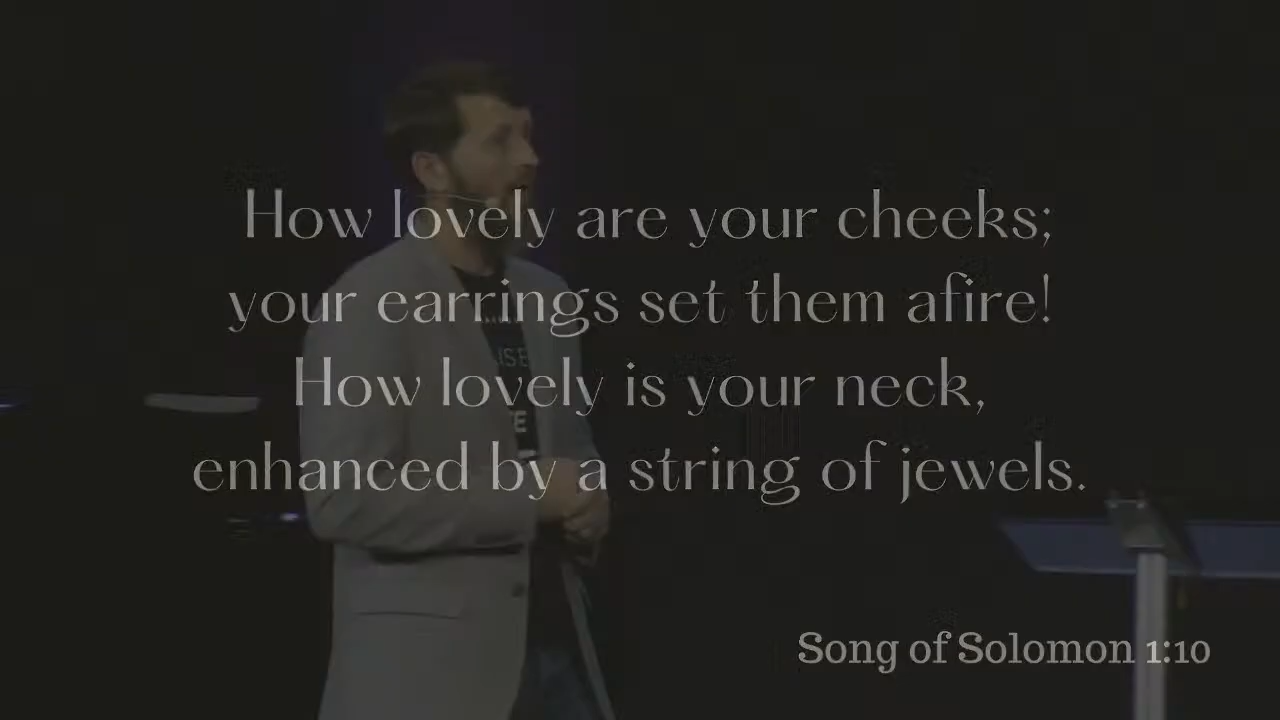 How lovely are your cheeks;
your earrings set them afire!
How lovely is your neck,
enhanced by a string of jewels.
Song of Solomon 1:10